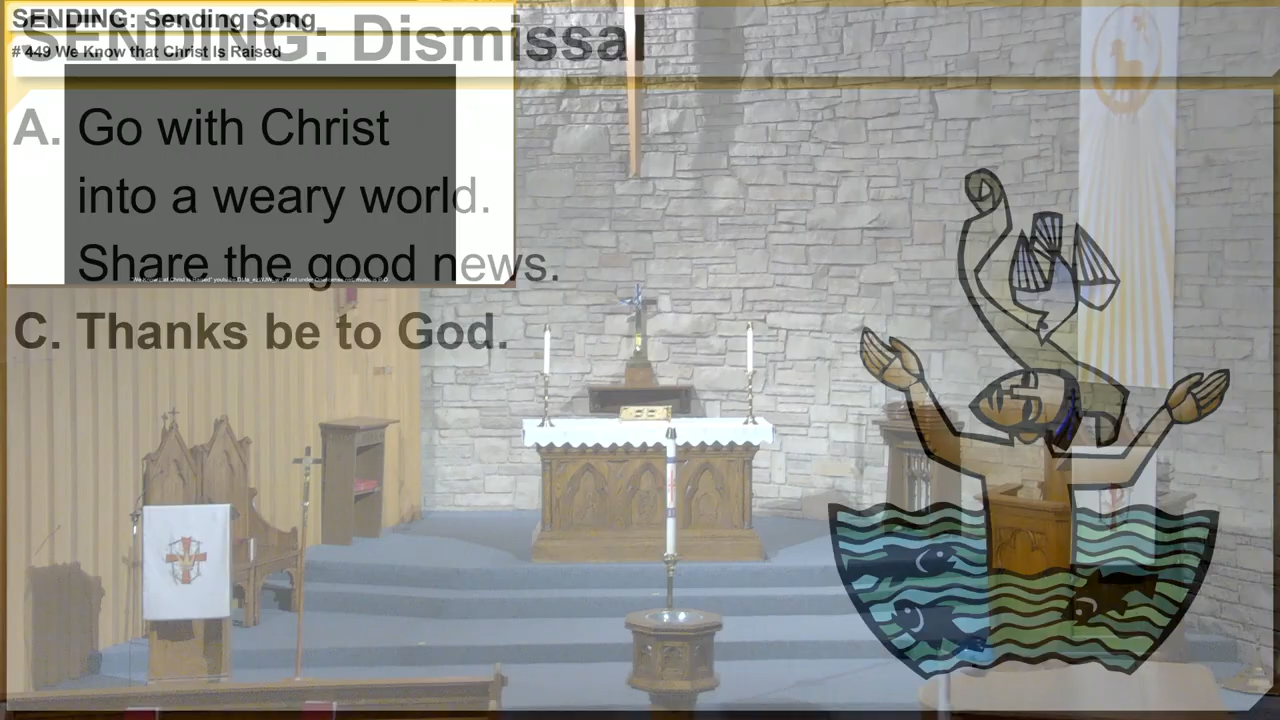 SENDING: Sending Song
# 449 We Know that Christ Is Raised
SENDING: Dismissal
A. Go with Christ
into a weary world.
Share the good news.
C. Thanks be to God.